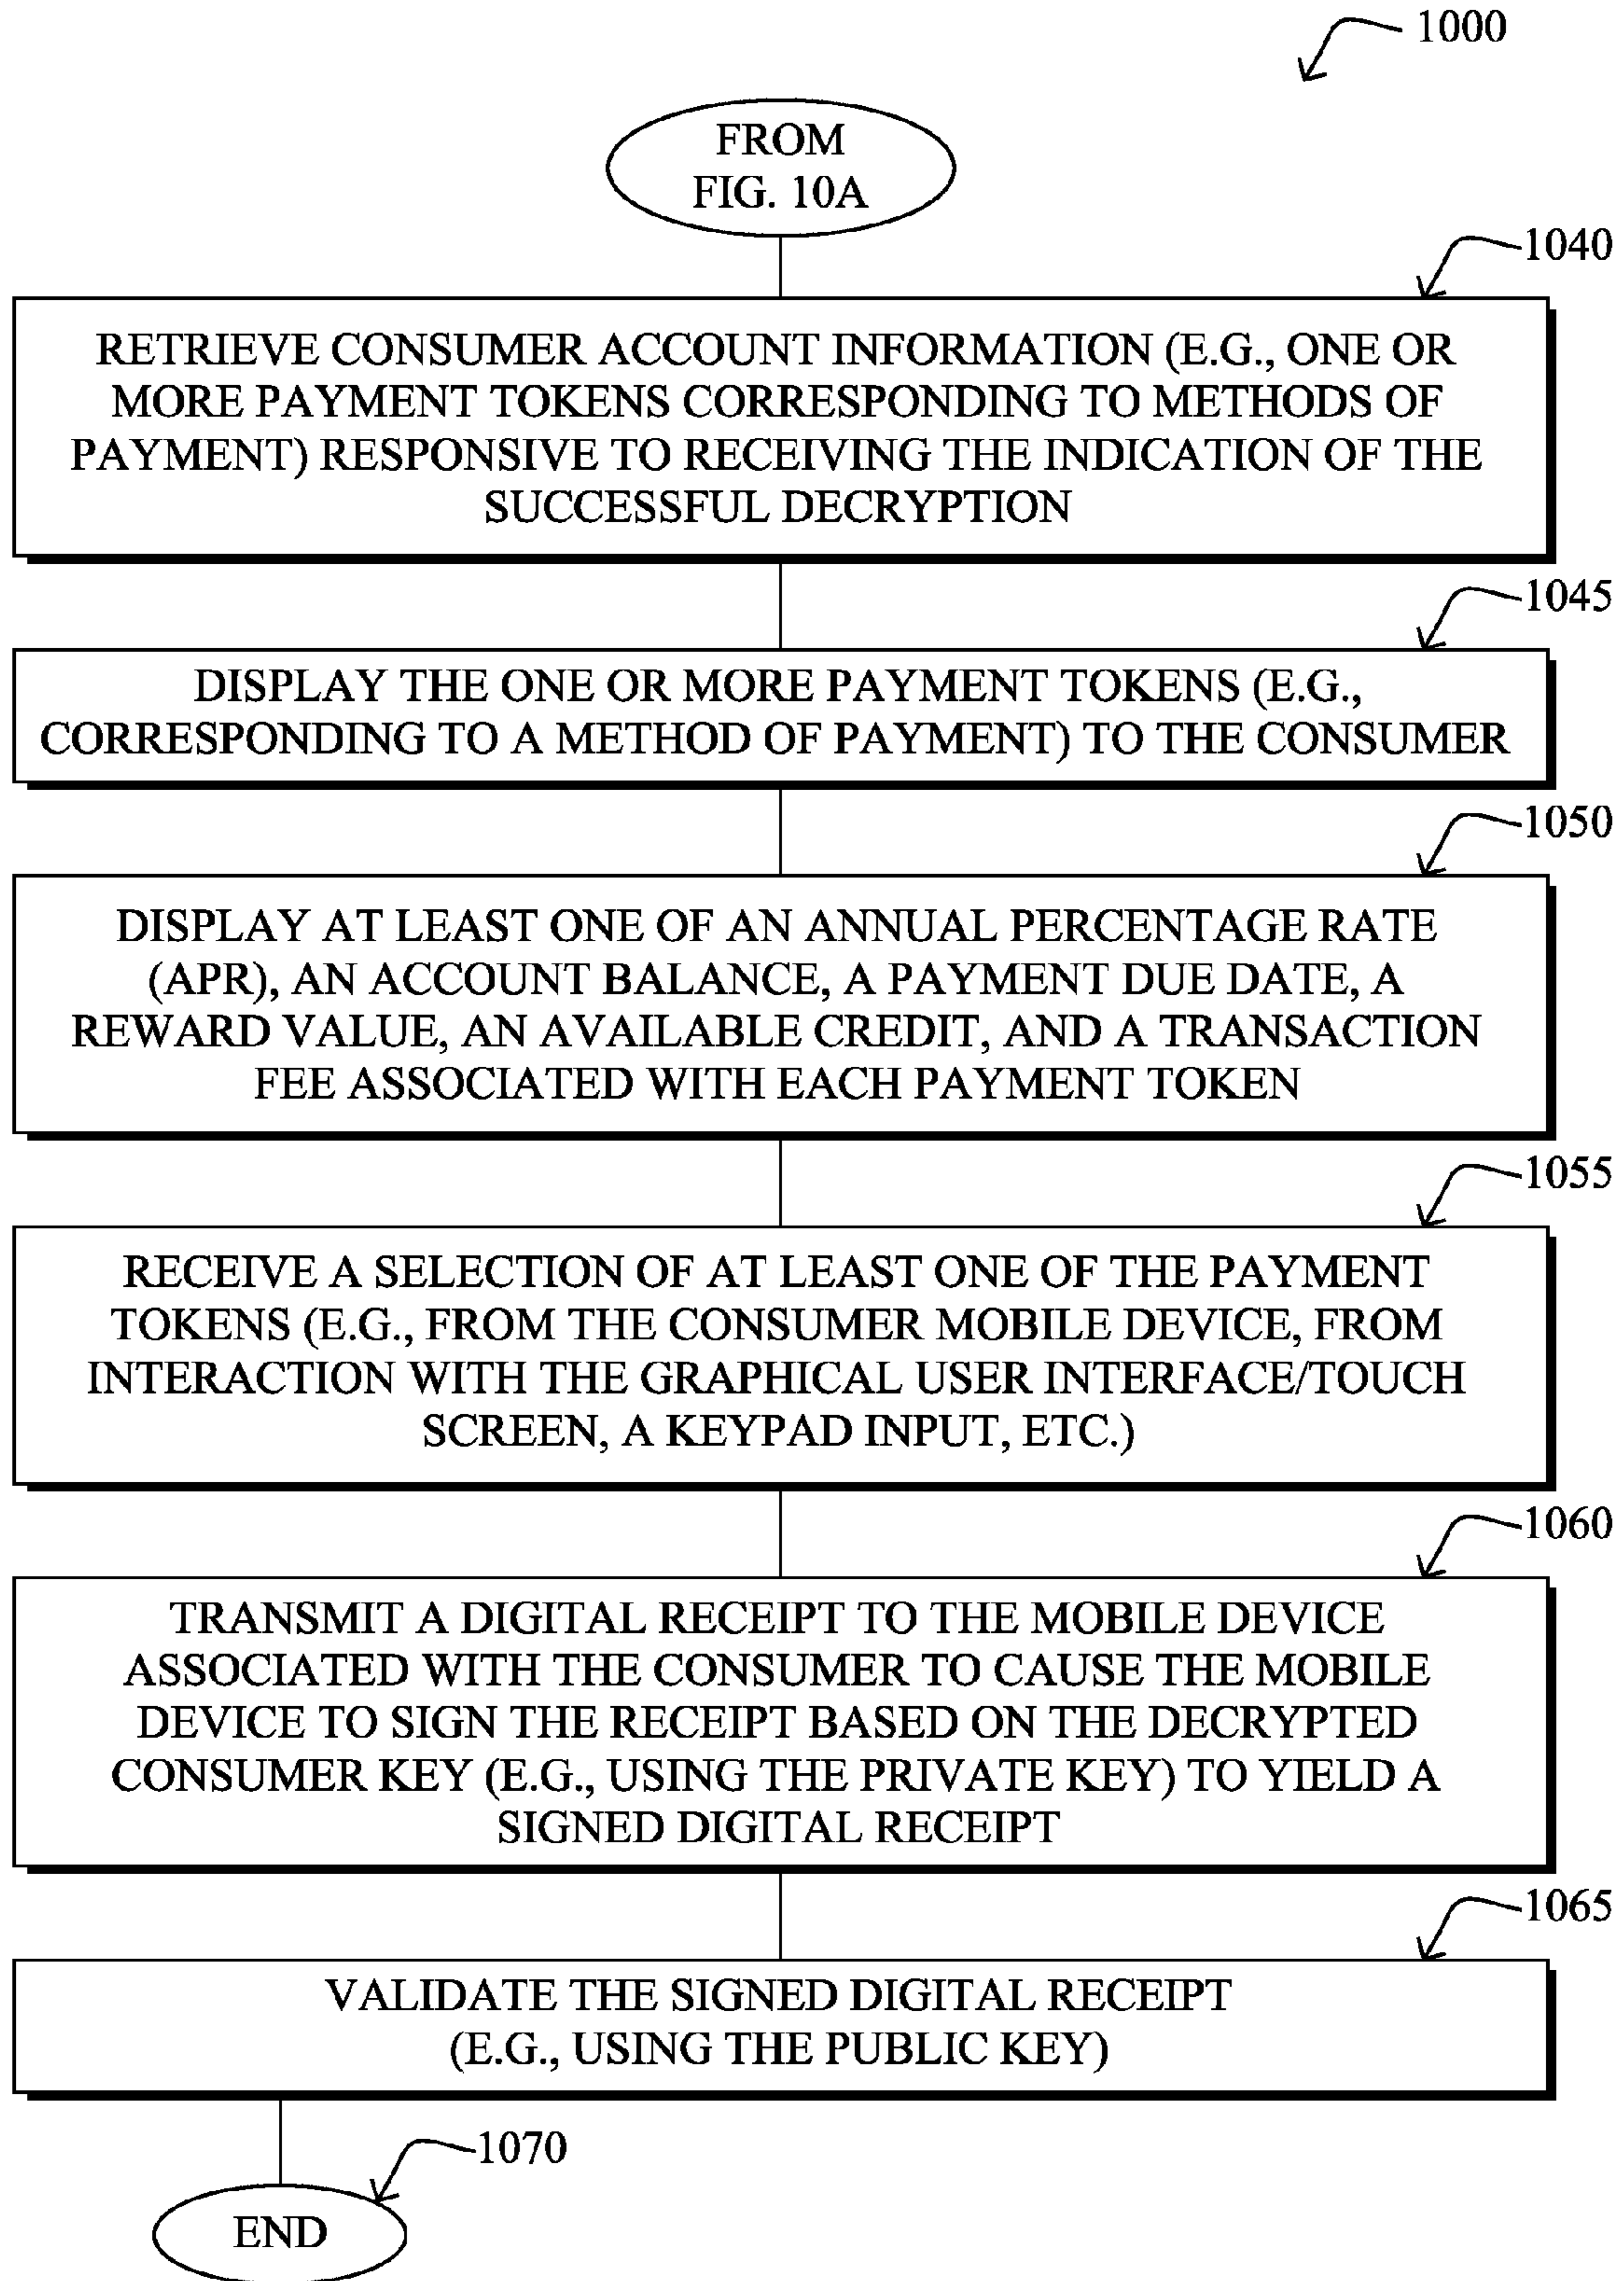 1000
FROM
FIG. 10A
1040
RETRIEVE CONSUMER ACCOUNT INFORMATION (E.G., ONE OR
MORE PAYMENT TOKENS CORRESPONDING TO METHODS OF
PAYMENT) RESPONSIVE TO RECEIVING THE INDICATION OF THE
SUCCESSFUL DECRYPTION
1045
DISPLAY THE ONE OR MORE PAYMENT TOKENS (E.G.,
CORRESPONDING TO A METHOD OF PAYMENT) TO THE CONSUMER
1050
DISPLAY AT LEAST ONE OF AN ANNUAL PERCENTAGE RATE
(APR), AN ACCOUNT BALANCE, A PAYMENT DUE DATE, A
REWARD VALUE, AN AVAILABLE CREDIT, AND A TRANSACTION
FEE ASSOCIATED WITH EACH PAYMENT TOKEN
1055
RECEIVE A SELECTION OF AT LEAST ONE OF THE PAYMENT
TOKENS (E.G., FROM THE CONSUMER MOBILE DEVICE, FROM
INTERACTION WITH THE GRAPHICAL USER INTERFACE/TOUCH
SCREEN, A KEYPAD INPUT, ETC.)
1060
TRANSMIT A DIGITAL RECEIPT TO THE MOBILE DEVICE
ASSOCIATED WITH THE CONSUMER TO CAUSE THE MOBILE
DEVICE TO SIGN THE RECEIPT BASED ON THE DECRYPTED
CONSUMER KEY (E.G., USING THE PRIVATE KEY) TO YIELD A
SIGNED DIGITAL RECEIPT
1065
VALIDATE THE SIGNED DIGITAL RECEIPT
(E.G., USING THE PUBLIC KEY)
1070
END